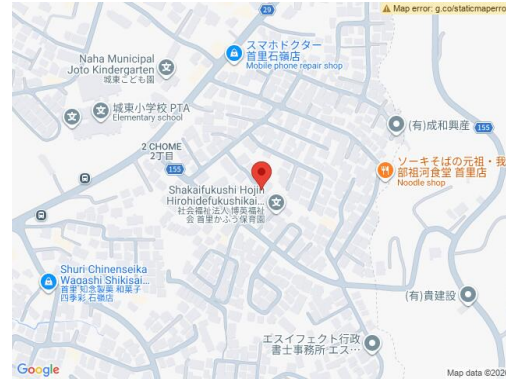 Map error: g.co/staticmaperro
29
Naha Municipal
Joto Kindergarten
城東こども園
スマホドクター
首里石嶺店
Mobile phone repair shop
城東小学校 PTA
Elementary school
(有)成和興産
155
2 CHOME
2丁目
155
ソーキそばの元祖・我
部祖河食堂 首里店
Noodle shop
Shakaifukushi Hojin
Hirohidefukushikai...
社会福祉法人 博英福祉
会 首里かふう保育園
Shuri Chinenseika
Wagashi Shikisai...
首里 知念製菓 和菓子
四季彩 石嶺店
(有)貴建設
エスイフェクト行政
書士事務所 エス…
Google
Map data ©2020